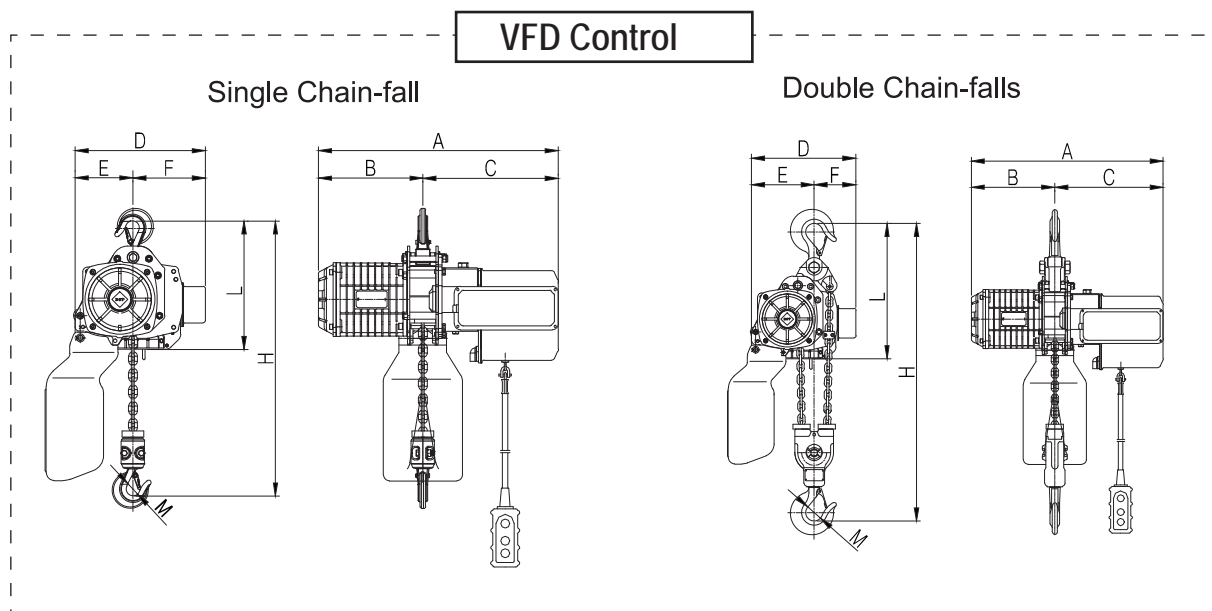 VFD Control
Single Chain-fall
Double Chain-falls
D
E
F
L
H
M
A
B
C
D
E
F
L
H
M
A
B
C